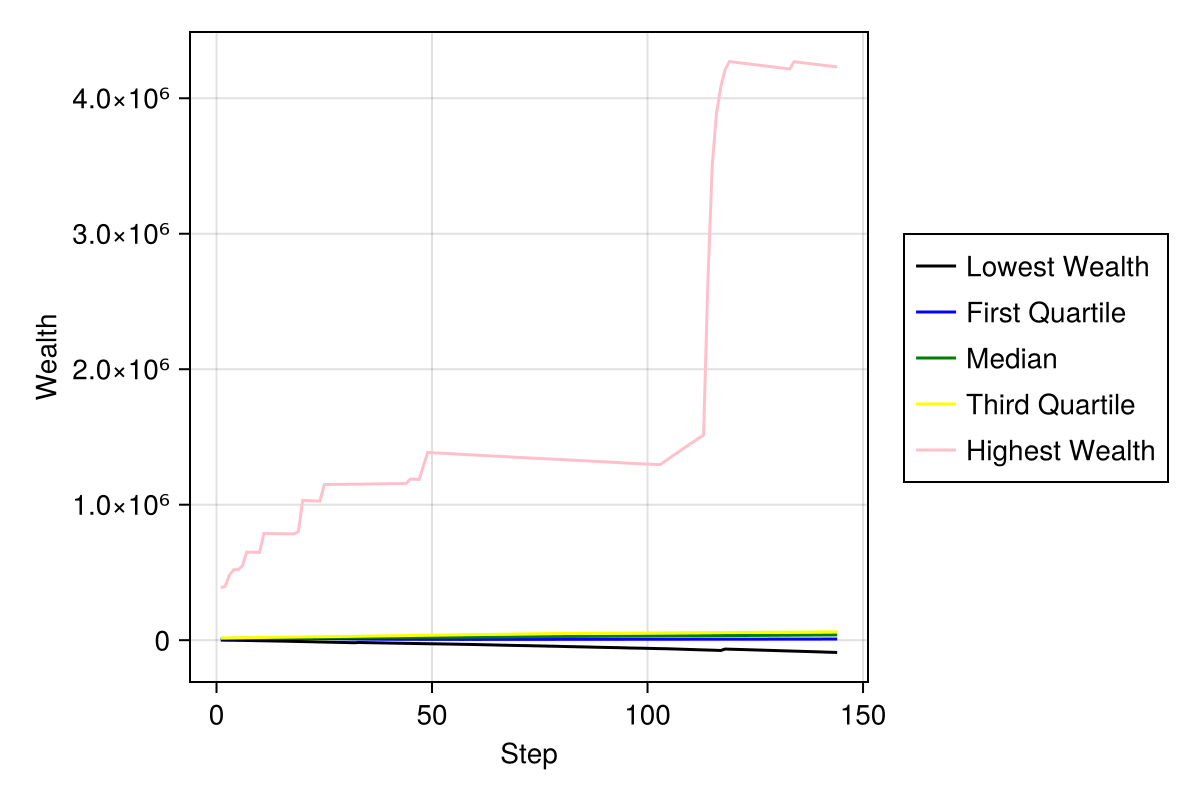 4.0×10⁶
3.0×10⁶
2.0×10⁶
1.0×10⁶
0
Wealth
0 50 100 150
Step
Lowest Wealth
First Quartile
Median
Third Quartile
Highest Wealth